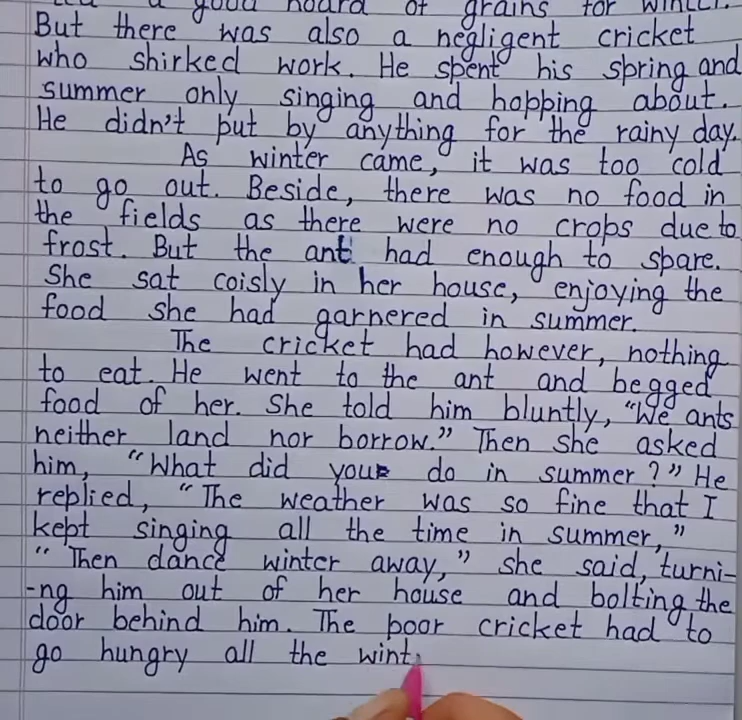 a good hoard of grains for winter.
But there was also a negligent cricket
who shirked work. He spent his spring and
summer only singing and hopping about.
He didn't put by anything for the rainy day.
As winter came, it was too cold
to go out. Beside, there was no food in
the fields as there were no crops due to
frost. But the ant had enough to spare.
She sat coisly in her house, enjoying the
food she had garnered in summer.
The cricket had however, nothing
to eat. He went to the ant and begged
food of her. She told him bluntly, "We ants
neither land nor borrow." Then she asked
him, "What did your do in summer?" He
replied, "The weather was so fine that I
kept singing all the time in summer,"
"Then dance winter away," she said, turni-
-ng him out of her house and bolting the
door behind him. The poor cricket had to
go hungry all the wint